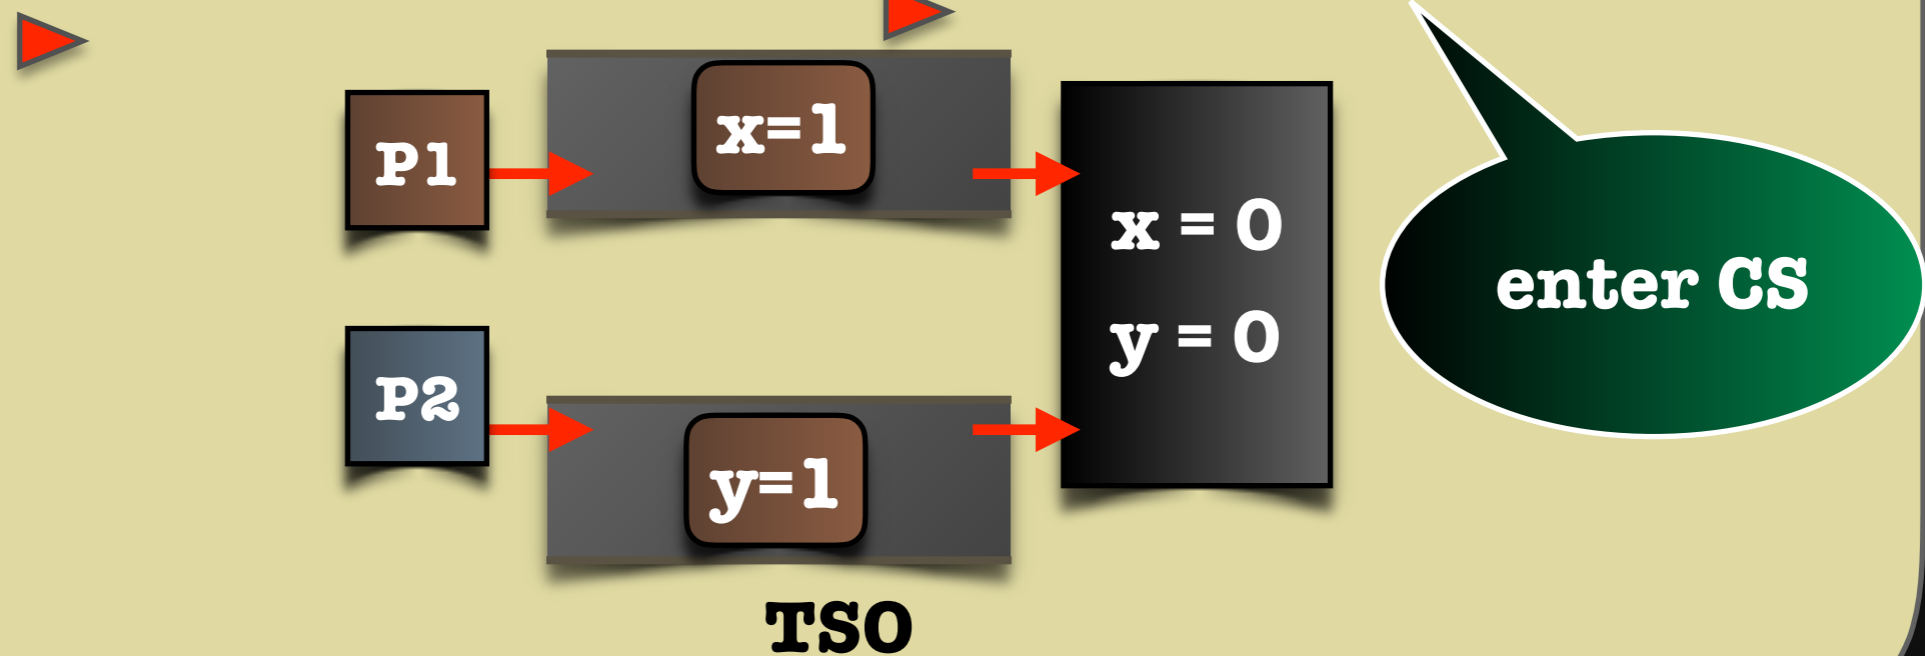 P1
x=1
x = 0
y = 0
enter CS
P2
y=1
TSO